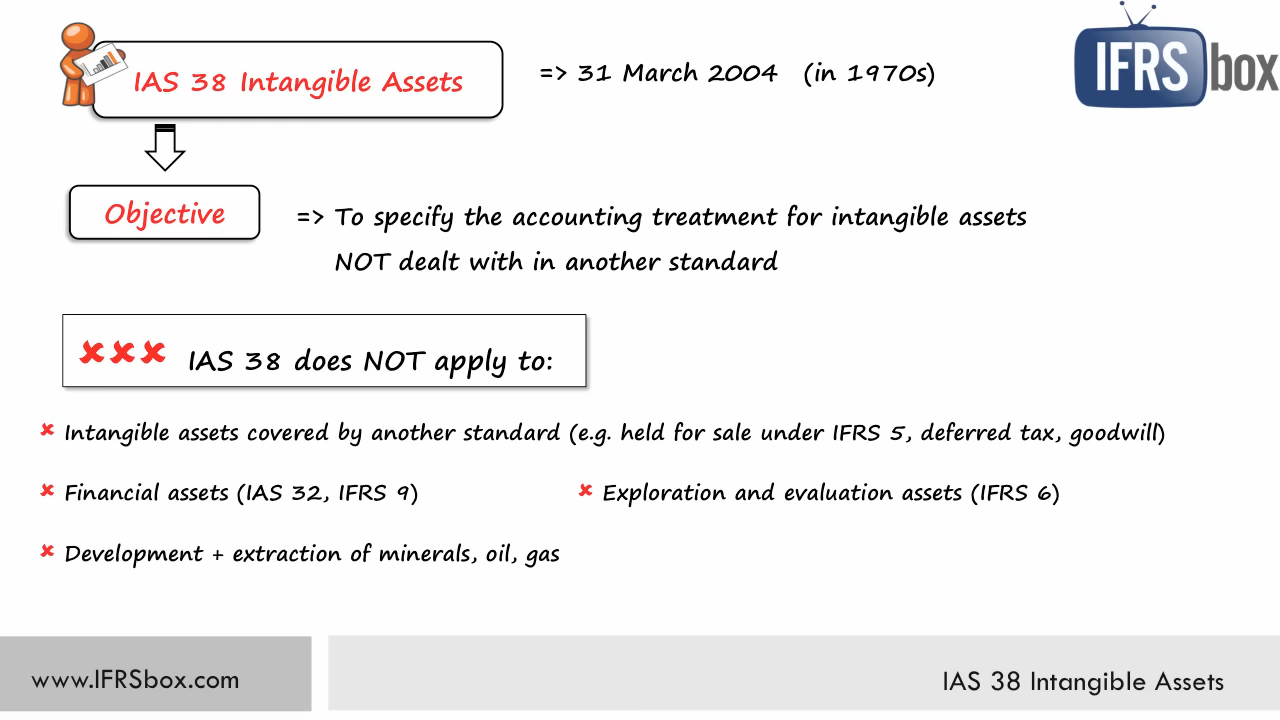 IAS 38 Intangible Assets => 31 March 2004 (in 1970s)
IFRS box
Objective => To specify the accounting treatment for intangible assets
NOT dealt with in another standard
✘✘✘ IAS 38 does NOT apply to:
✘ Intangible assets covered by another standard (e.g. held for sale under IFRS 5, deferred tax, goodwill)
✘ Financial assets (IAS 32, IFRS 9) ✘ Exploration and evaluation assets (IFRS 6)
✘ Development + extraction of minerals, oil, gas
www.IFRSbox.com IAS 38 Intangible Assets